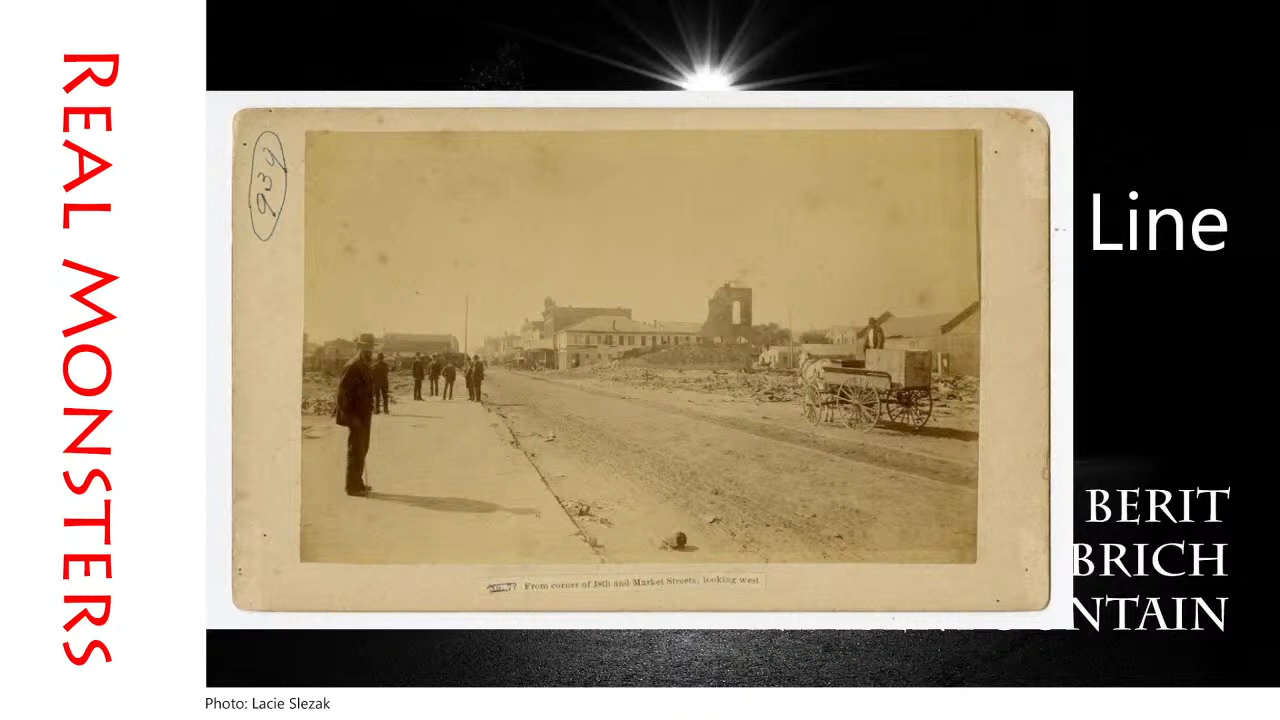 REAL MONSTERS
939
From corner of 18th and Market Streets, looking west
Line
BERIT
BRICH
NTAIN
Photo: Lacie Slezak